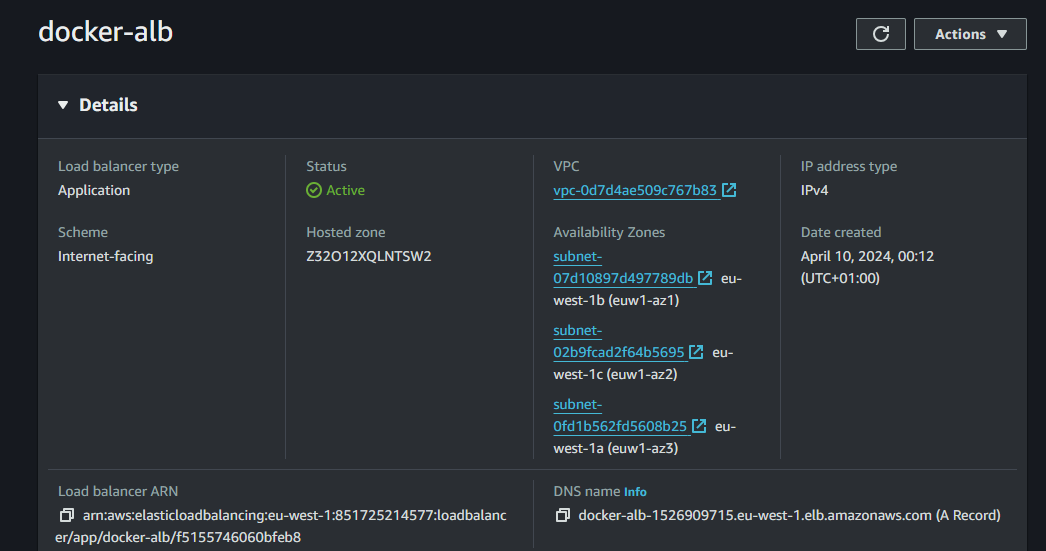 docker-alb
Actions
Details
Load balancer type
Application
Status
Active
VPC
vpc-0d7d4ae509c767b83
IP address type
IPv4
Scheme
Internet-facing
Hosted zone
Z32O12XQLNTSW2
Availability Zones
subnet-
07d10897d497789db eu-
west-1b (euw1-az1)
subnet-
02b9fcad2f64b5695 eu-
west-1c (euw1-az2)
subnet-
0fd1b562fd5608b25 eu-
west-1a (euw1-az3)
Date created
April 10, 2024, 00:12
(UTC+01:00)
Load balancer ARN
arn:aws:elasticloadbalancing:eu-west-1:851725214577:loadbalanc
er/app/docker-alb/f5155746060bfeb8
DNS name Info
docker-alb-1526909715.eu-west-1.elb.amazonaws.com (A Record)